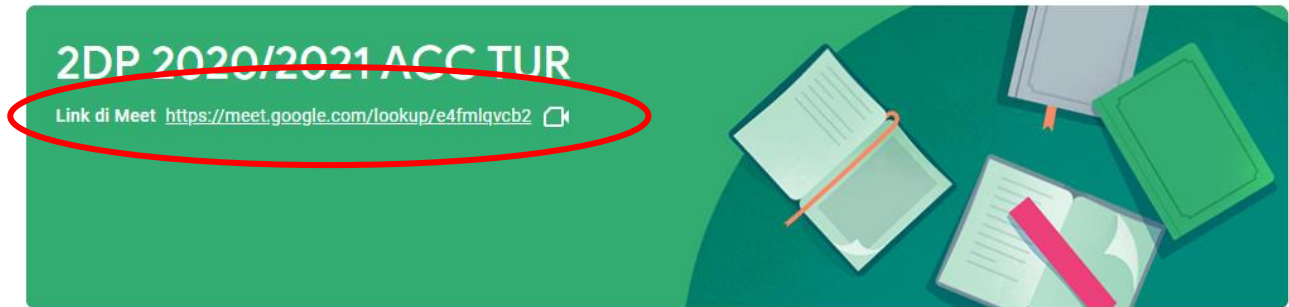 2DP 2020/2021 ACC TUR
Link di Meet https://meet.google.com/lookup/e4fmlqvcb2